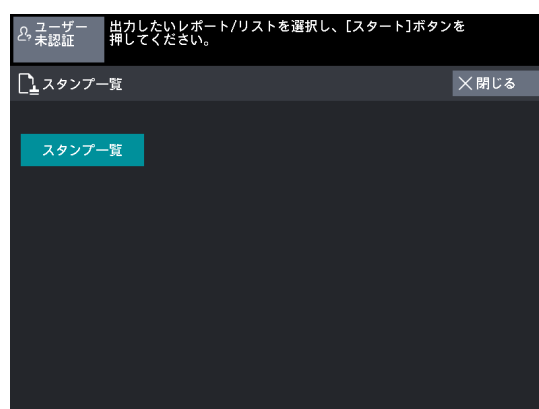 ユーザー
未認証
出力したいレポート/リストを選択し、[スタート]ボタンを
押してください。
スタンプ一覧
閉じる
スタンプ一覧